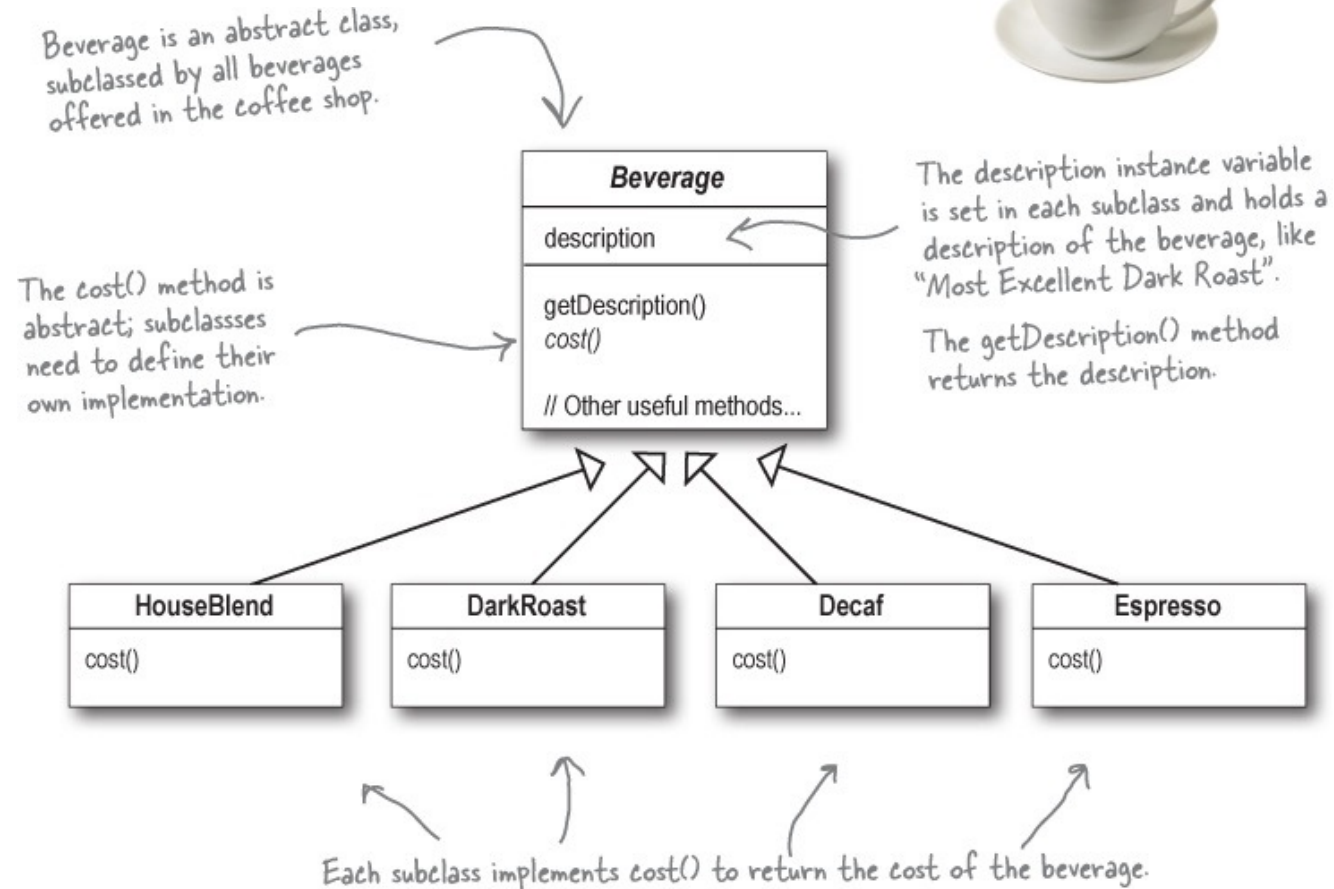 Beverage is an abstract class,
subclassed by all beverages
offered in the coffee shop.
Beverage
description
getDescription()
cost()
// Other useful methods...
The description instance variable
is set in each subclass and holds a
description of the beverage, like
“Most Excellent Dark Roast”.
The getDescription() method
returns the description.
The cost() method is
abstract; subclassses
need to define their
own implementation.
HouseBlend
cost()
DarkRoast
cost()
Decaf
cost()
Espresso
cost()
Each subclass implements cost() to return the cost of the beverage.